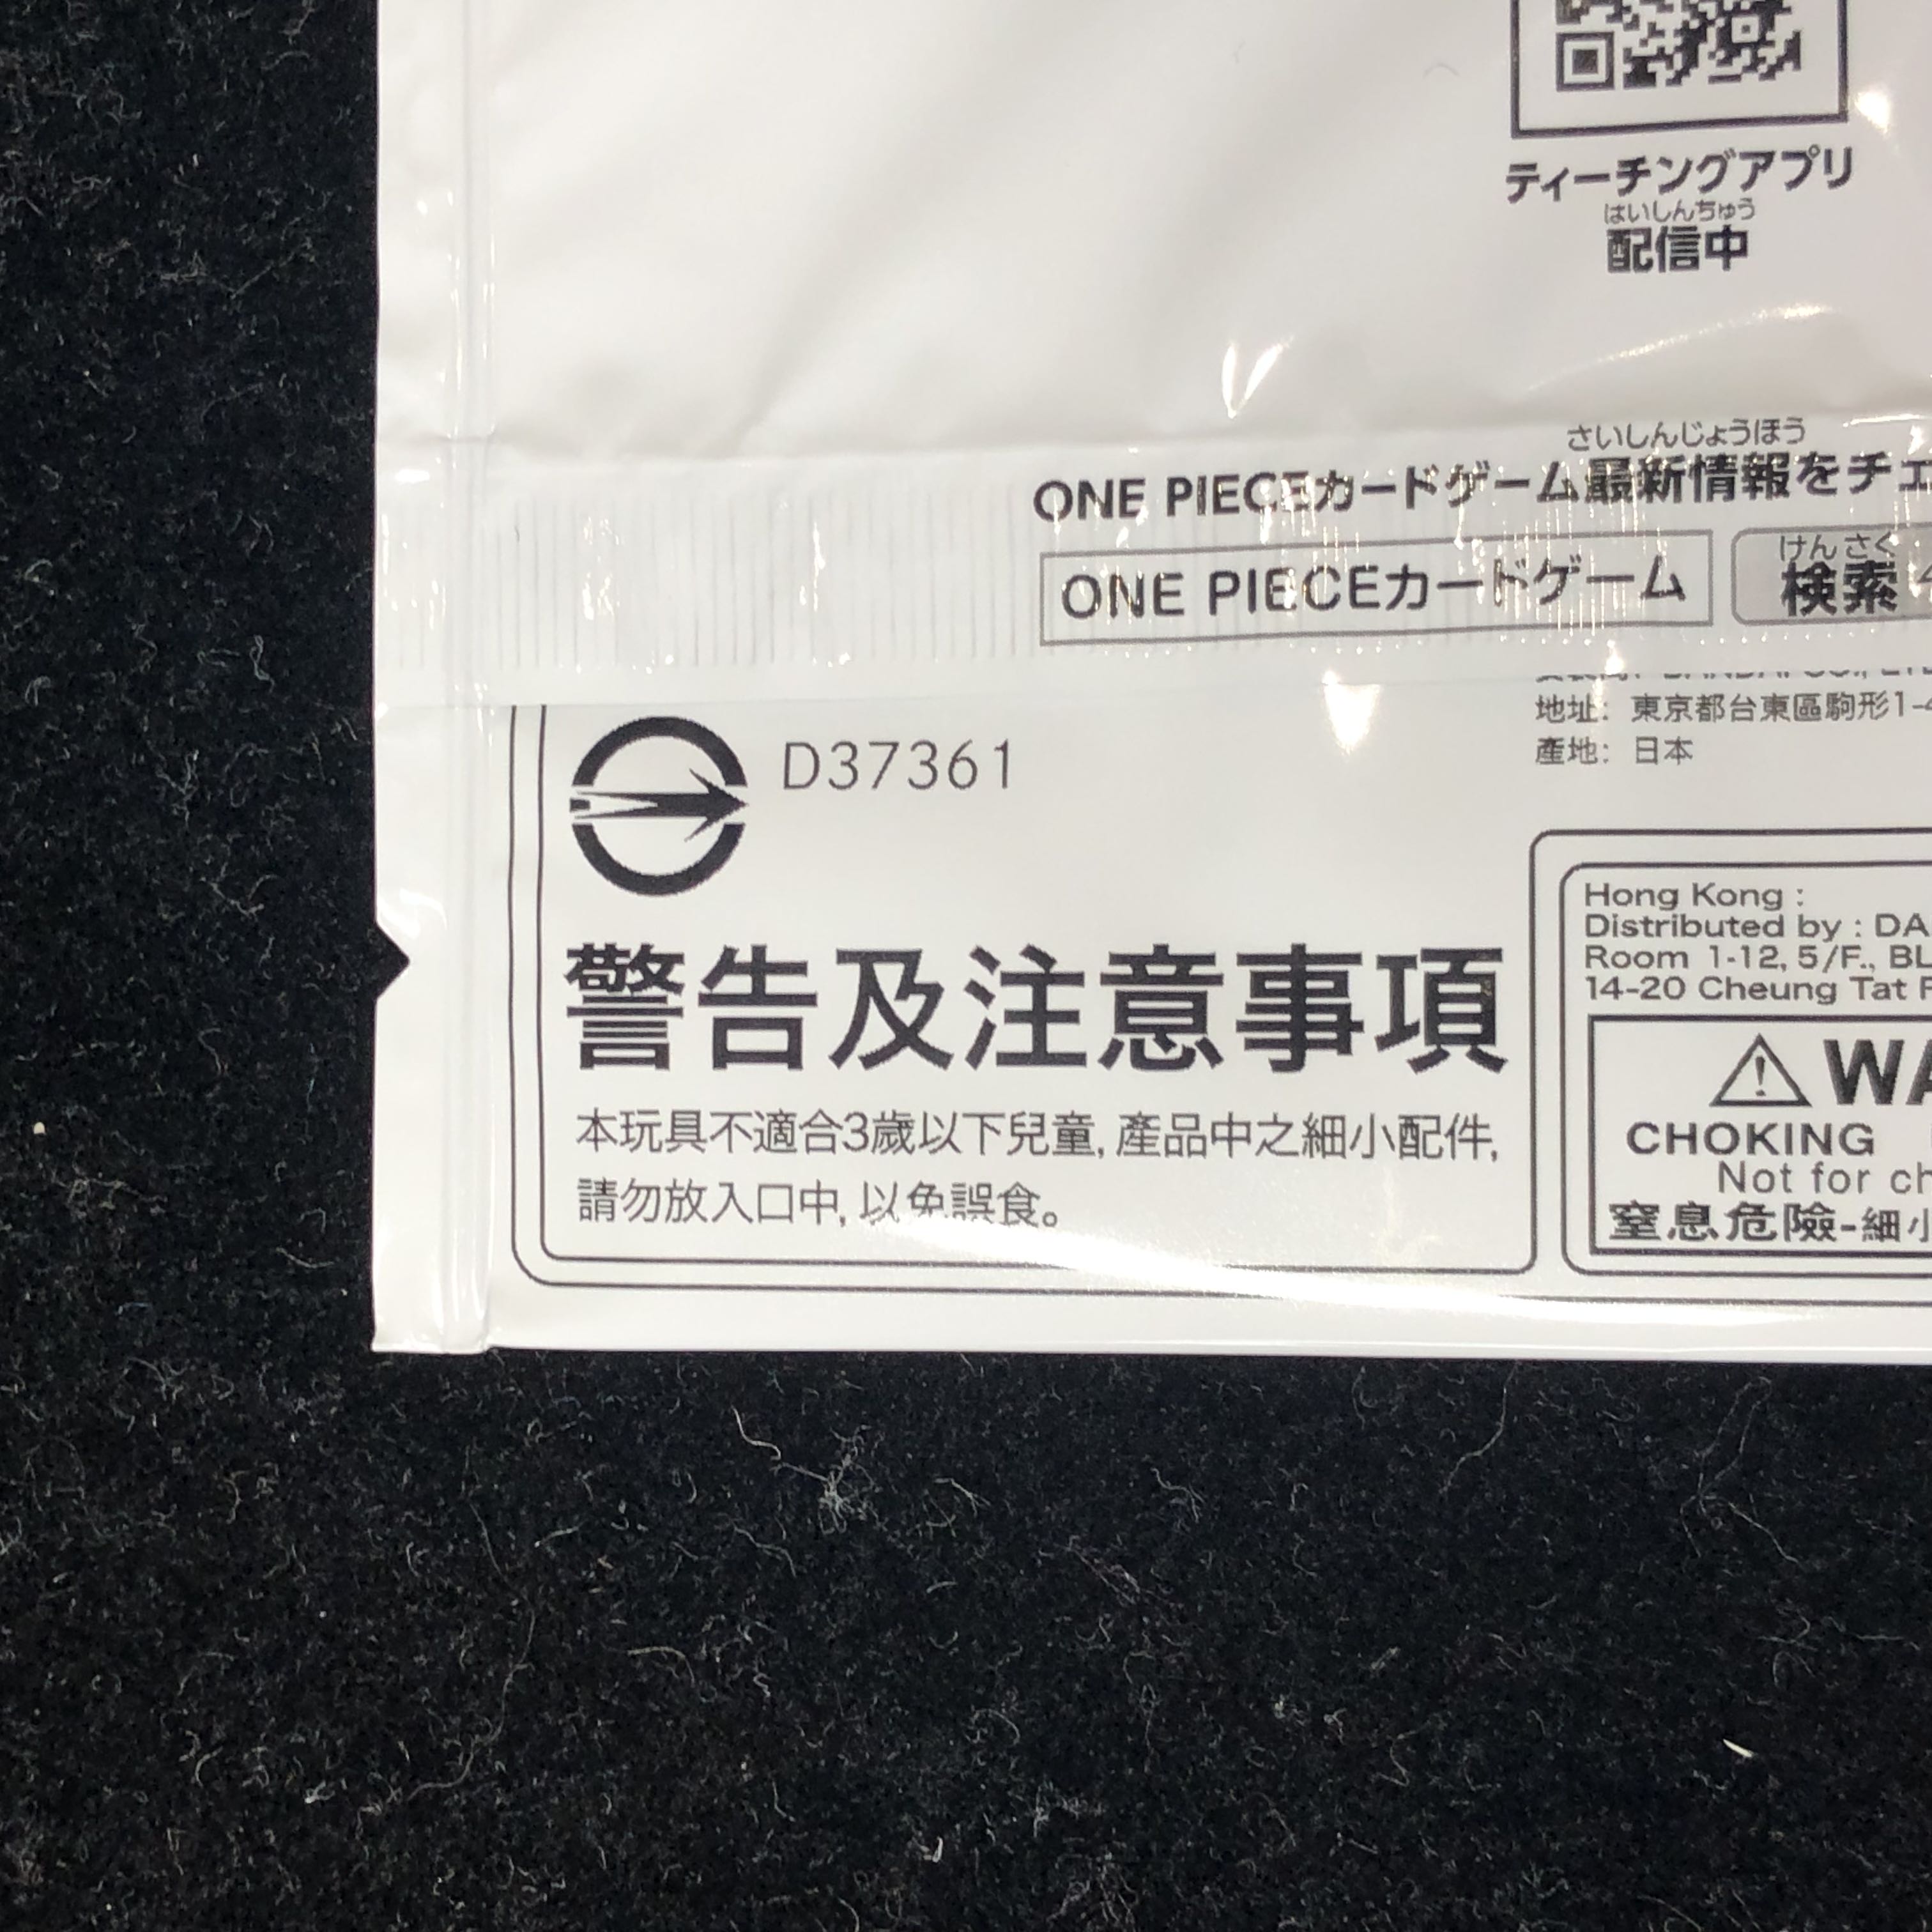 ティーチングアプリ
はいしんちゅう
配信中
さいしんじょうほう
ONE PIECEカードゲーム最新情報をチェ
ONE PIECEカードゲーム
けんさく
検索
地址：東京都台東區駒形1-4
產地：日本
D37361
警告及注意事項
本玩具不適合3歲以下兒童,產品中之細小配件,
請勿放入口中,以免誤食。
Hong Kong :
Distributed by : DA
Room 1-12, 5/F., BL
14-20 Cheung Tat
WA
CHOKING
Not for ch
窒息危險-細小